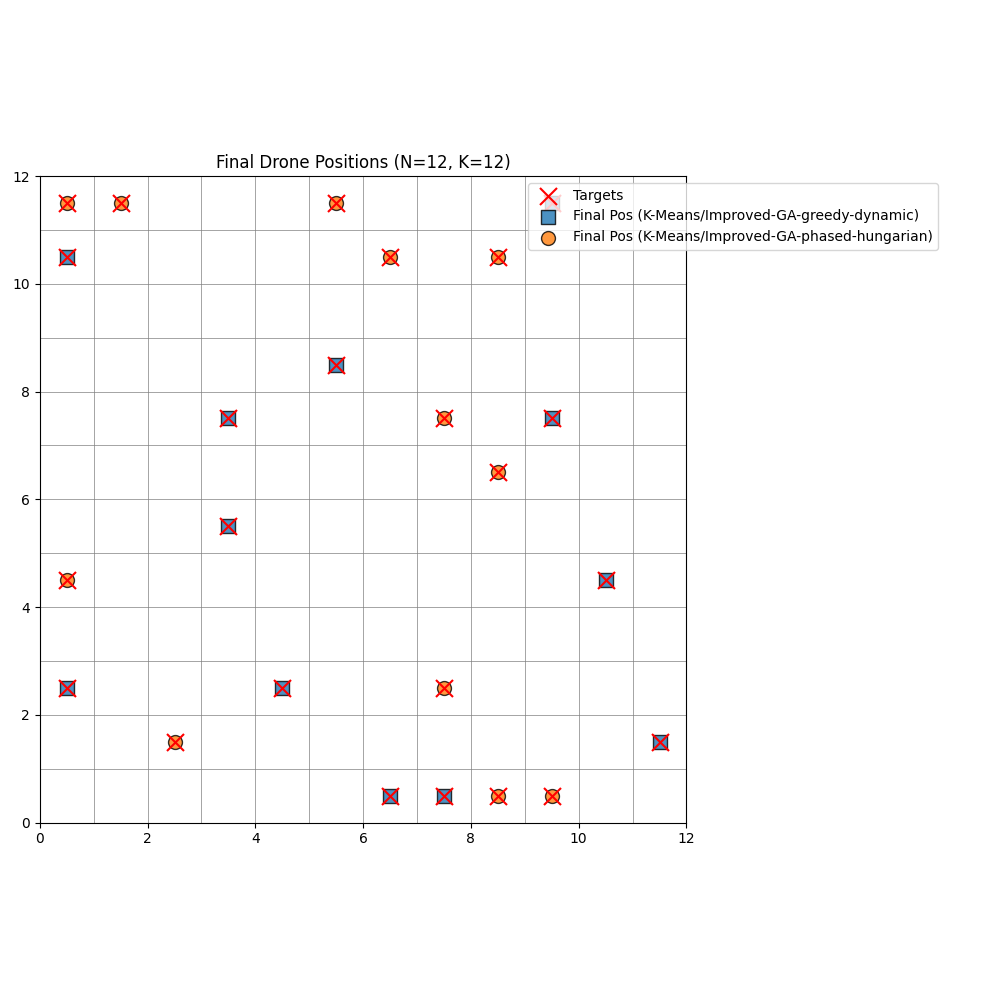 Final Drone Positions (N=12, K=12)
Targets
Final Pos (K-Means/Improved-GA-greedy-dynamic)
Final Pos (K-Means/Improved-GA-phased-hungarian)
12
10
8
6
4
2
0
0 2 4 6 8 10 12